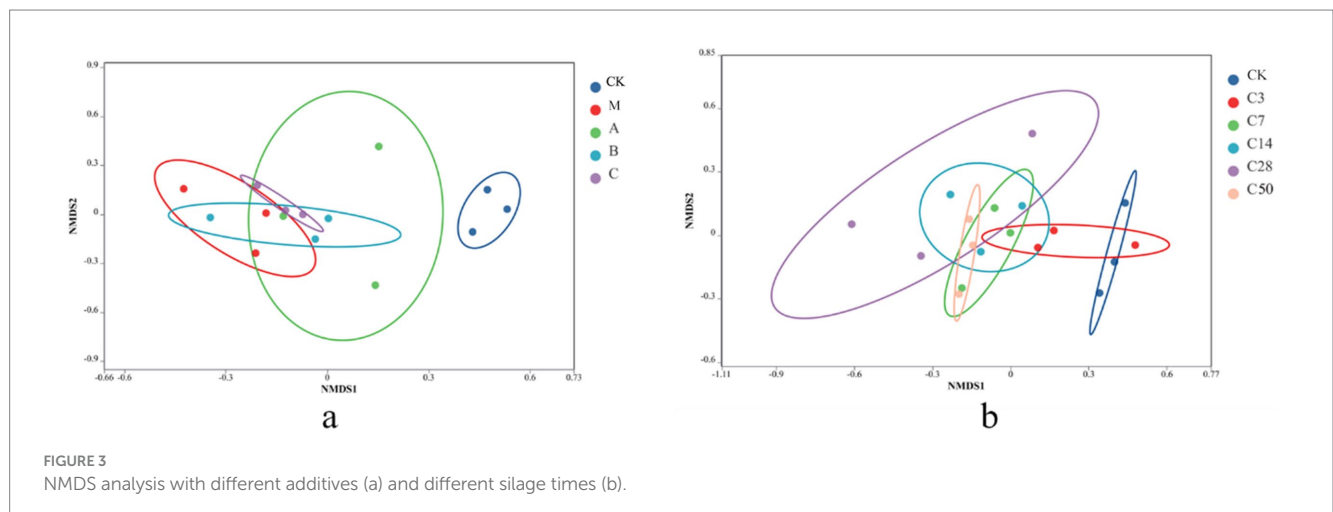 0.9
0.6
0.3
0
-0.3
-0.6
-0.9
NMDS2
-0.66 -0.6 -0.3 0 0.3 0.6 0.73
NMDS1
CK
M
A
B
C
a
0.85
0.6
0.3
0
-0.3
-0.6
NMDS2
-1.11 -0.9 -0.6 -0.3 0 0.3 0.6 0.77
NMDS1
CK
C3
C7
C14
C28
C50
b
FIGURE 3
NMDS analysis with different additives (a) and different silage times (b).